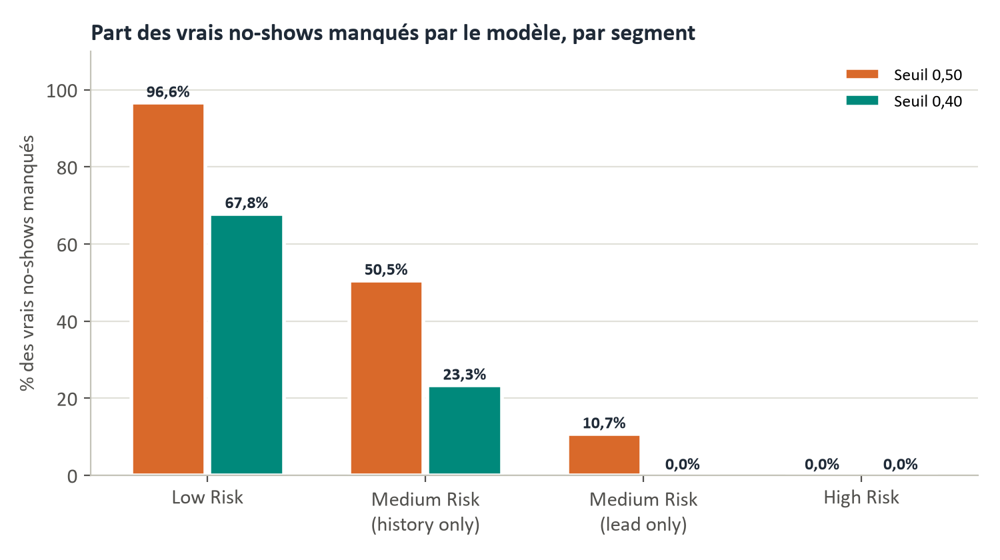 Part des vrais no-shows manqués par le modèle, par segment
Seuil 0,50
Seuil 0,40
% des vrais no-shows manqués
100
80
60
40
20
0
96,6%
67,8%
50,5%
23,3%
10,7%
0,0%
0,0%
0,0%
Low Risk
Medium Risk
(history only)
Medium Risk
(lead only)
High Risk